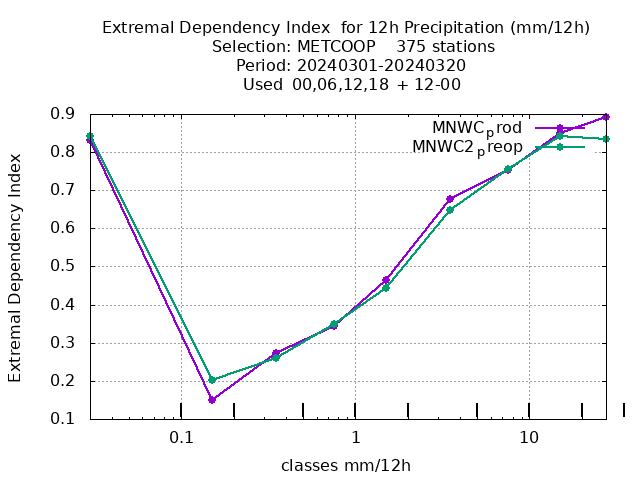 Extremal Dependency Index  for 12h Precipitation (mm/12h)
Selection: METCOOP    375 stations
Period: 20240301-20240320
Used  00,06,12,18  + 12-00
MNWCprod
MNWC2preop
Extremal Dependency Index
0.9
0.8
0.7
0.6
0.5
0.4
0.3
0.2
0.1
0.1
1
10
classes mm/12h